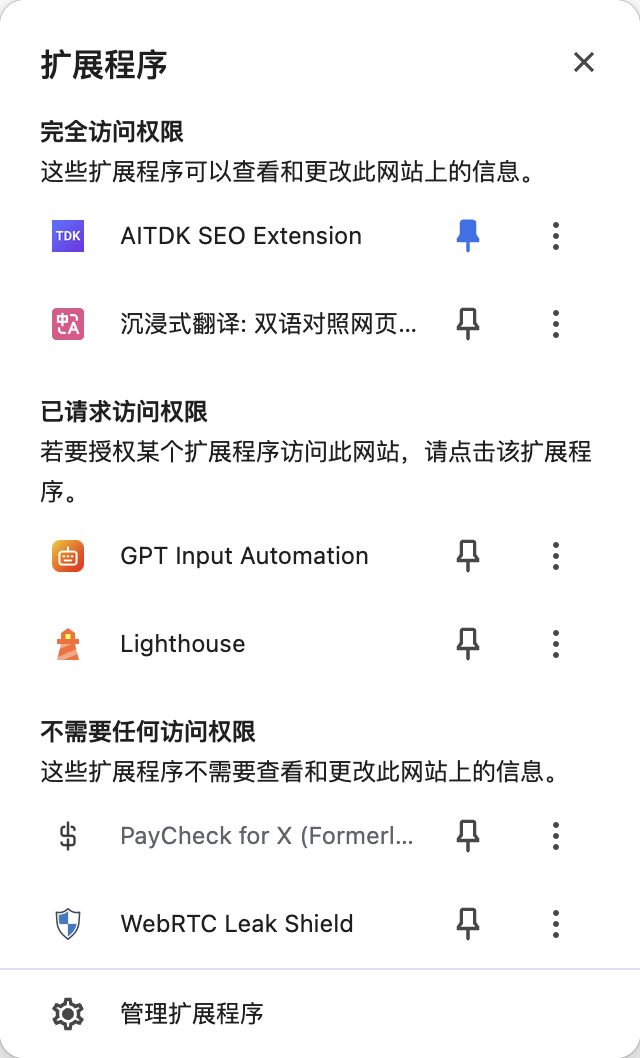 扩展程序
完全访问权限
这些扩展程序可以查看和更改此网站上的信息。
TDK AITDK SEO Extension
中A 沉浸式翻译: 双语对照网页...
已请求访问权限
若要授权某个扩展程序访问此网站，请点击该扩展程
序。
GPT Input Automation
Lighthouse
不需要任何访问权限
这些扩展程序不需要查看和更改此网站上的信息。
$ PayCheck for X (Formerl...
WebRTC Leak Shield
管理扩展程序